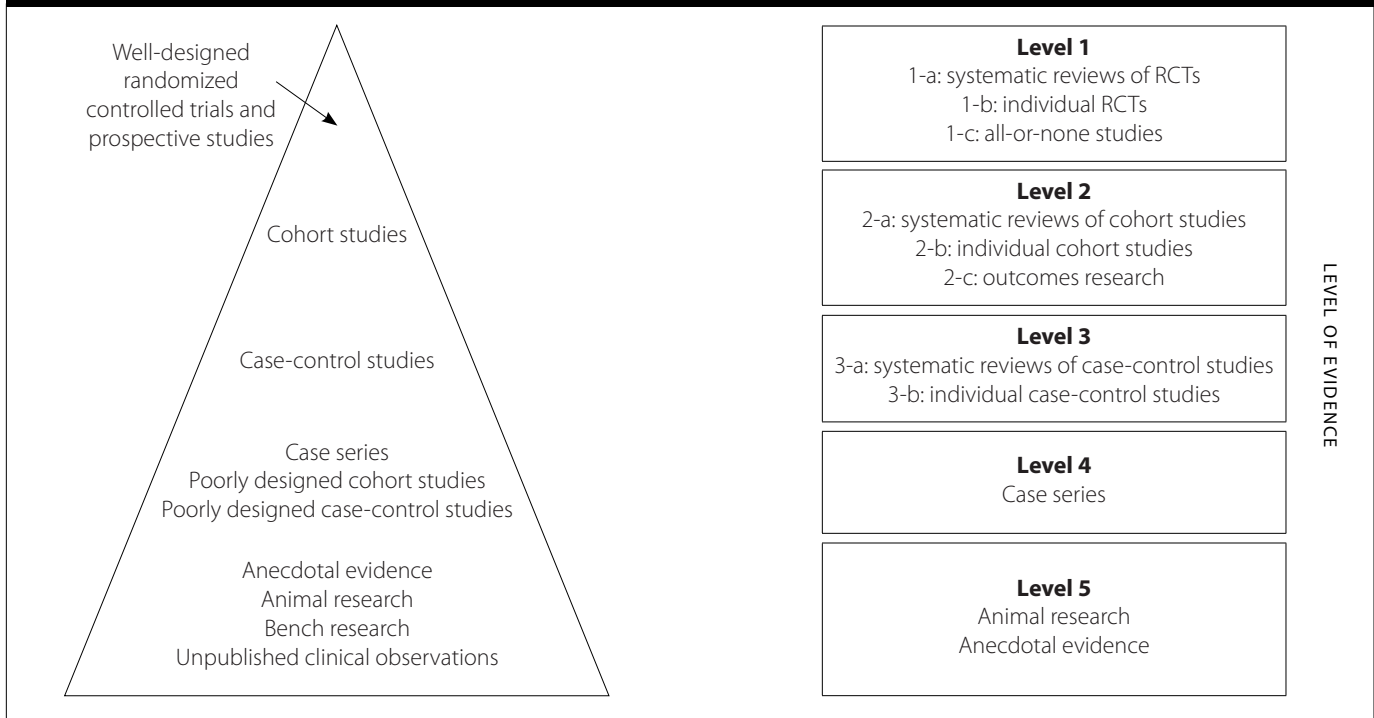 Well-designed
randomized
controlled trials and
prospective studies
Cohort studies
Case-control studies
Case series
Poorly designed cohort studies
Poorly designed case-control studies
Anecdotal evidence
Animal research
Bench research
Unpublished clinical observations
Level 1
1-a: systematic reviews of RCTs
1-b: individual RCTs
1-c: all-or-none studies
Level 2
2-a: systematic reviews of cohort studies
2-b: individual cohort studies
2-c: outcomes research
Level 3
3-a: systematic reviews of case-control studies
3-b: individual case-control studies
Level 4
Case series
Level 5
Animal research
Anecdotal evidence
LEVEL OF EVIDENCE